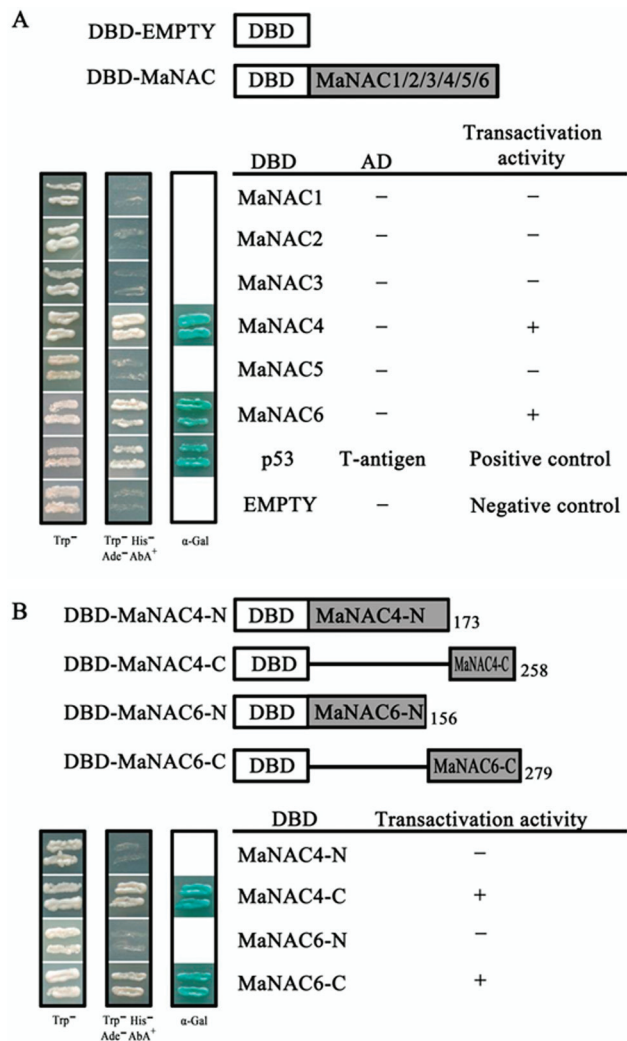 A
DBD-EMPTY DBD
DBD-MaNAC DBD MaNAC1/2/3/4/5/6
DBD AD Transactivation activity
MaNAC1 − −
MaNAC2 − −
MaNAC3 − −
MaNAC4 − +
MaNAC5 − −
MaNAC6 − +
p53 T-antigen Positive control
EMPTY − Negative control
Trp⁻ Trp⁻ His⁻ α-Gal
Ade⁻ AbA⁺
B
DBD-MaNAC4-N DBD MaNAC4-N 173
DBD-MaNAC4-C DBD MaNAC4-C 258
DBD-MaNAC6-N DBD MaNAC6-N 156
DBD-MaNAC6-C DBD MaNAC6-C 279
DBD Transactivation activity
MaNAC4-N −
MaNAC4-C +
MaNAC6-N −
MaNAC6-C +
Trp⁻ Trp⁻ His⁻ α-Gal
Ade⁻ AbA⁺